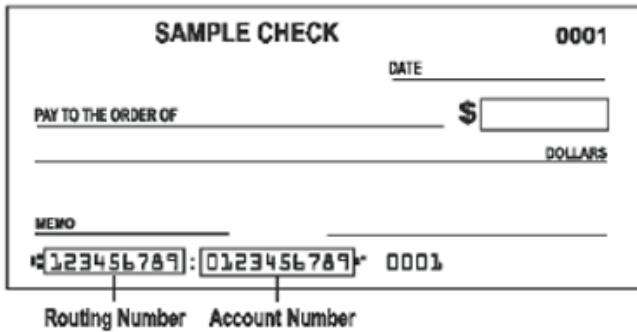 SAMPLE CHECK 0001
DATE
PAY TO THE ORDER OF $
DOLLARS
MEMO
⑆123456789⑆ 0123456789⑈ 0001
Routing Number Account Number